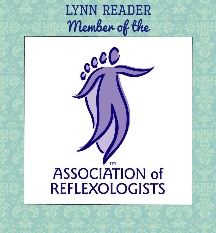 LYNN READER
Member of the
TM
ASSOCIATION of
REFLEXOLOGISTS